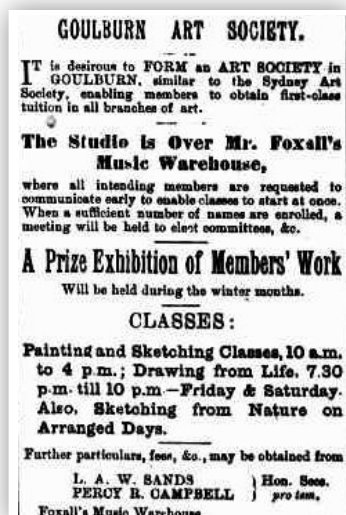 GOULBURN ART SOCIETY.
IT is desirous to FORM an ART SOCIETY in
GOULBURN, similar to the Sydney Art
Society, enabling members to obtain first-class
tuition in all branches of art.
The Studio is Over Mr. Foxall's
Music Warehouse,
where all intending members are requested to
communicate early to enable classes to start at once.
When a sufficient number of names are enrolled, a
meeting will be held to elect committees, &c.
A Prize Exhibition of Members' Work
Will be held during the winter months.
CLASSES:
Painting and Sketching Classes, 10 a.m.
to 4 p.m.; Drawing from Life, 7.30
p.m. till 10 p.m.—Friday & Saturday.
Also, Sketching from Nature on
Arranged Days.
Further particulars, fees, &c., may be obtained from
L. A. W. SANDS } Hon. Secs.
PERCY R. CAMPBELL } pro tem.
Foxall's Music Warehouse